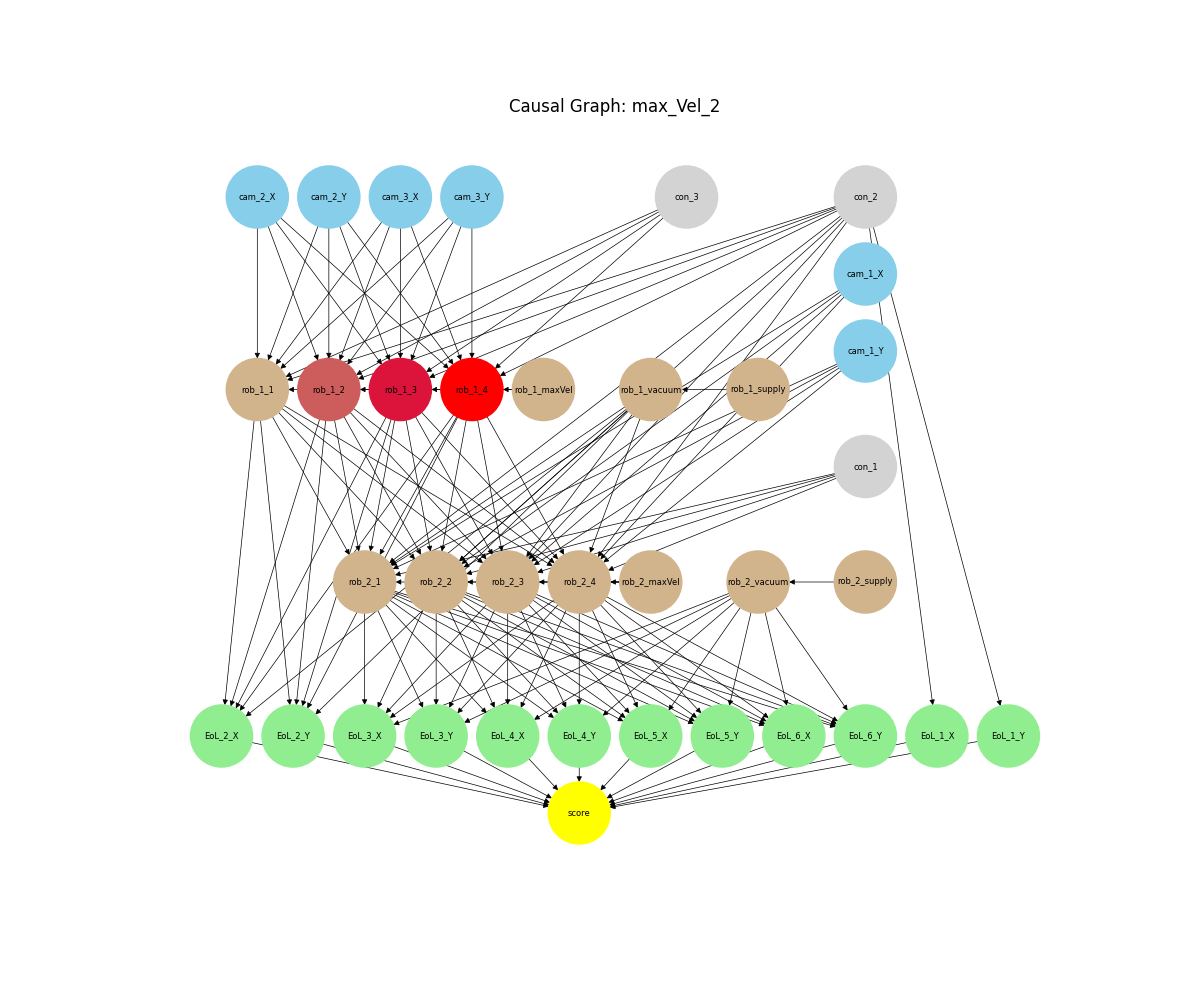 Causal Graph: max_Vel_2
cam_2_X cam_2_Y cam_3_X cam_3_Y con_3 con_2
cam_1_X
cam_1_Y
rob_1_1 rob_1_2 rob_1_3 rob_1_4 rob_1_maxVel rob_1_vacuum rob_1_supply
con_1
rob_2_1 rob_2_2 rob_2_3 rob_2_4 rob_2_maxVel rob_2_vacuum rob_2_supply
EoL_2_X EoL_2_Y EoL_3_X EoL_3_Y EoL_4_X EoL_4_Y EoL_5_X EoL_5_Y EoL_6_X EoL_6_Y EoL_1_X EoL_1_Y
score